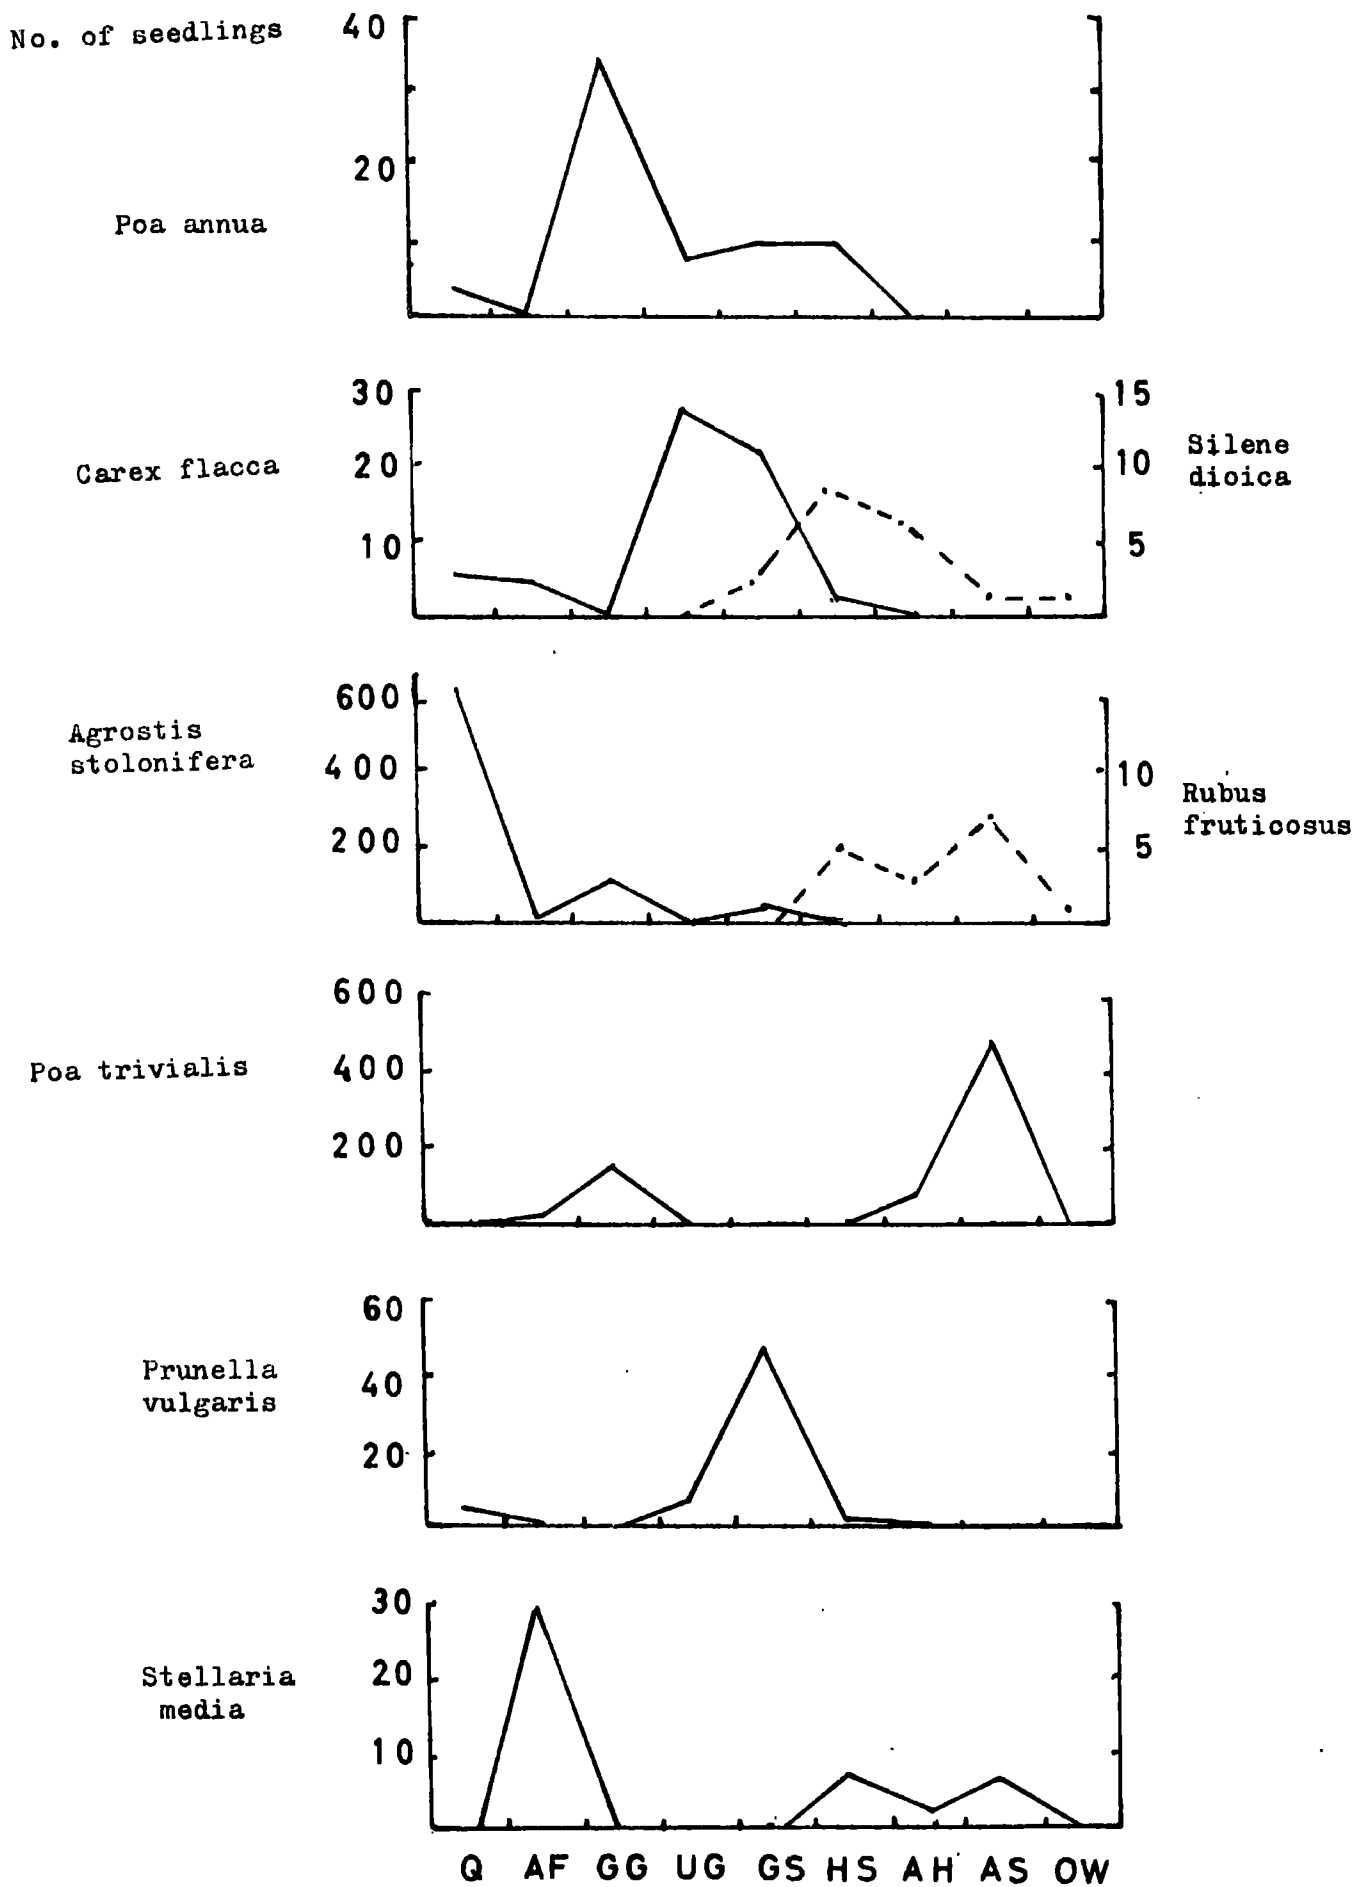 No. of seedlings
40
20
Poa annua
30
20
10
Carex flacca
15
10
5
Silene
dioica
600
400
200
Agrostis
stolonifera
10
5
Rubus
fruticosus
600
400
200
Poa trivialis
60
40
20
Prunella
vulgaris
30
20
10
Stellaria
media
Q AF GG UG GS HS AH AS OW